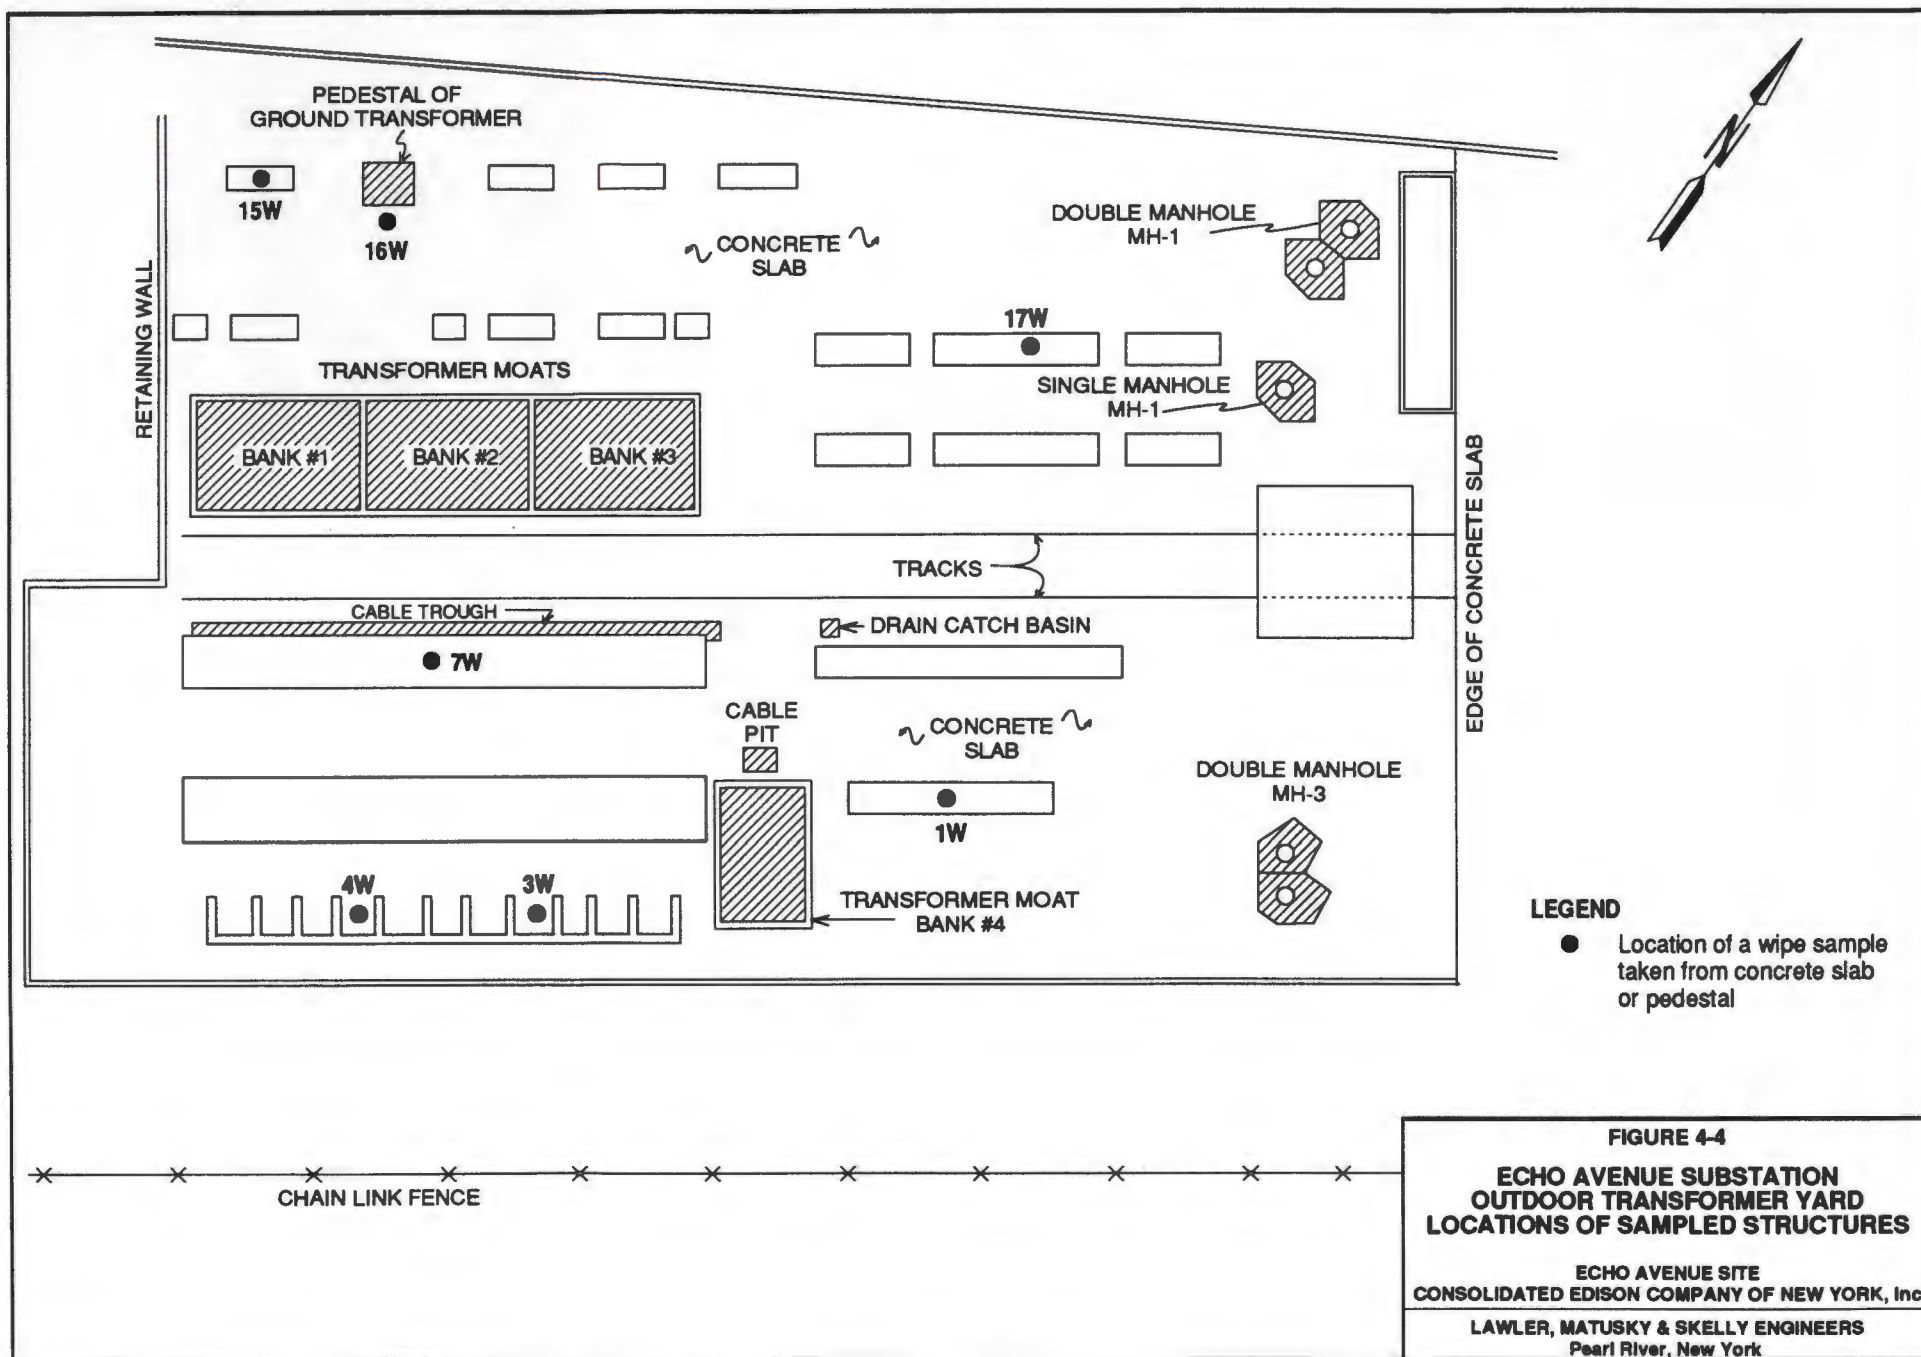 PEDESTAL OF
GROUND TRANSFORMER
15W
16W
CONCRETE
SLAB
DOUBLE MANHOLE
MH-1
N
RETAINING WALL
17W
TRANSFORMER MOATS
SINGLE MANHOLE
MH-1
BANK #1
BANK #2
BANK #3
EDGE OF CONCRETE SLAB
TRACKS
CABLE TROUGH
DRAIN CATCH BASIN
7W
CABLE
PIT
CONCRETE
SLAB
DOUBLE MANHOLE
MH-3
1W
4W
3W
TRANSFORMER MOAT
BANK #4
LEGEND
Location of a wipe sample
taken from concrete slab
or pedestal
CHAIN LINK FENCE
FIGURE 4-4
ECHO AVENUE SUBSTATION
OUTDOOR TRANSFORMER YARD
LOCATIONS OF SAMPLED STRUCTURES
ECHO AVENUE SITE
CONSOLIDATED EDISON COMPANY OF NEW YORK, Inc
LAWLER, MATUSKY & SKELLY ENGINEERS
Pearl River, New York